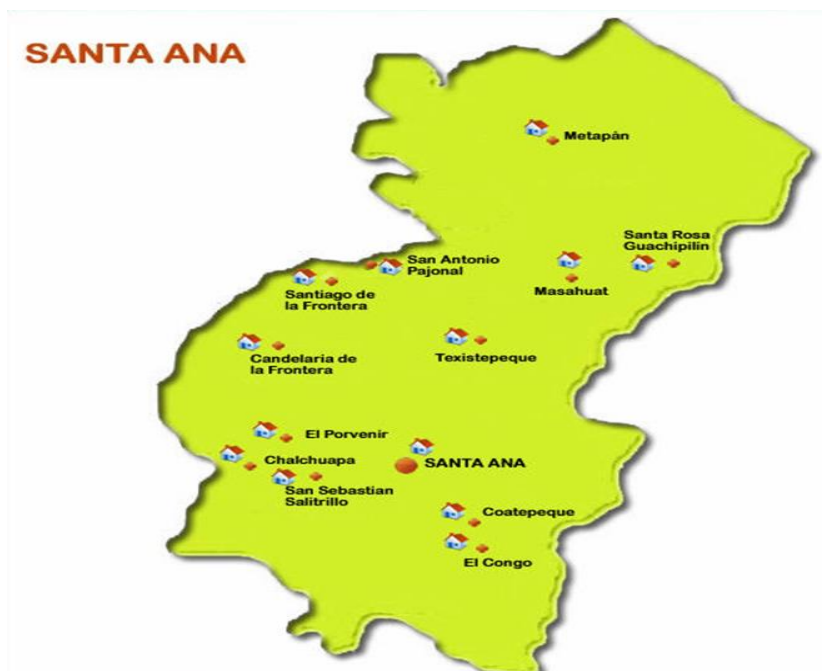 SANTA ANA
Metapán
Santa Rosa
Guachipilín
San Antonio
Pajonal
Masahuat
Santiago de
la Frontera
Texistepeque
Candelaria de
la Frontera
El Porvenir
Chalchuapa
SANTA ANA
San Sebastian
Salitrillo
Coatepeque
El Congo